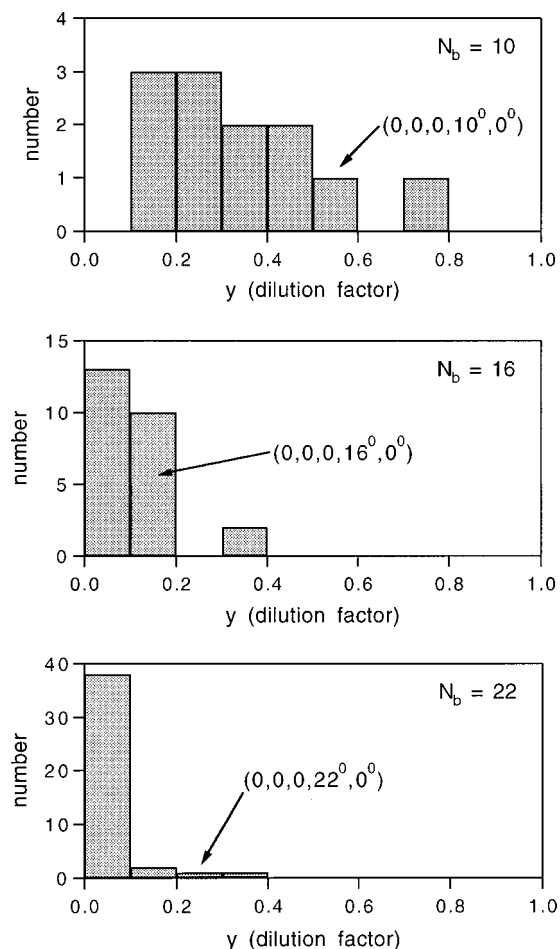 4
3
2
1
0
number
N_b = 10
(0,0,0,10^0,0^0)
0.0 0.2 0.4 0.6 0.8 1.0
y (dilution factor)
15
10
5
0
number
N_b = 16
(0,0,0,16^0,0^0)
0.0 0.2 0.4 0.6 0.8 1.0
y (dilution factor)
40
30
20
10
0
number
N_b = 22
(0,0,0,22^0,0^0)
0.0 0.2 0.4 0.6 0.8 1.0
y (dilution factor)